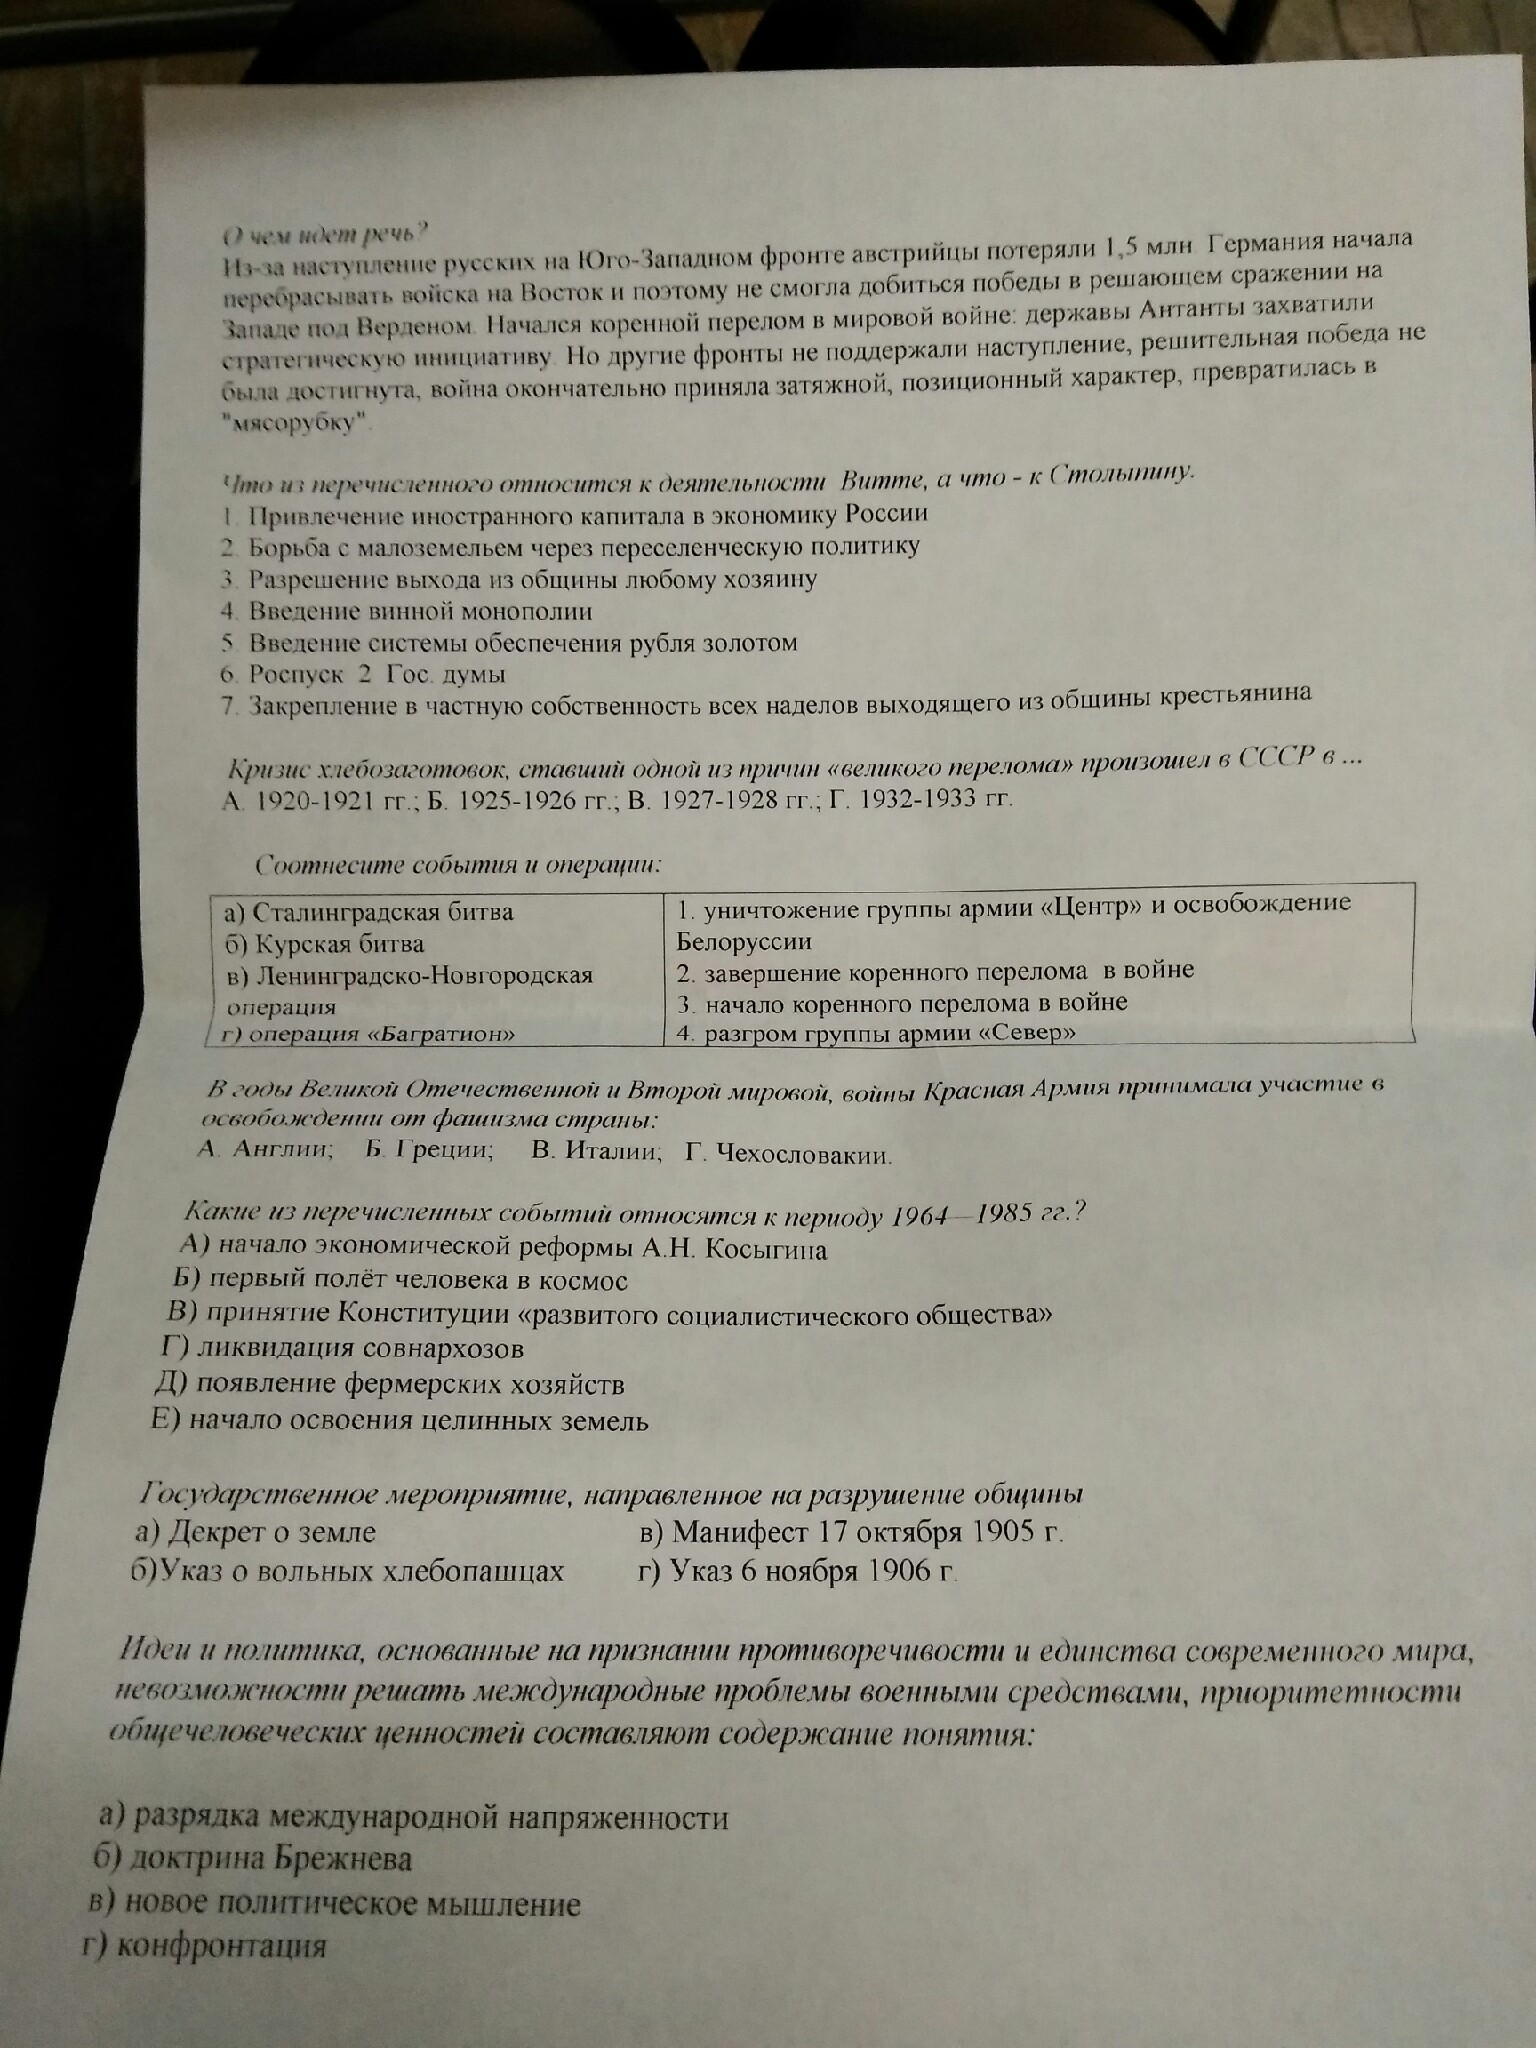 О чем идет речь?
Из-за наступление русских на Юго-Западном фронте австрийцы потеряли 1,5 млн. Германия начала
перебрасывать войска на Восток и поэтому не смогла добиться победы в решающем сражении на
Западе под Верденом. Начался коренной перелом в мировой войне: державы Антанты захватили
стратегическую инициативу. Но другие фронты не поддержали наступление, решительная победа не
была достигнута, война окончательно приняла затяжной, позиционный характер, превратилась в
"мясорубку".
Что из перечисленного относится к деятельности Витте, а что - к Столыпину.
1. Привлечение иностранного капитала в экономику России
2. Борьба с малоземельем через переселенческую политику
3. Разрешение выхода из общины любому хозяину
4. Введение винной монополии
5. Введение системы обеспечения рубля золотом
6. Роспуск 2 Гос. думы
7. Закрепление в частную собственность всех наделов выходящего из общины крестьянина
Кризис хлебозаготовок, ставший одной из причин «великого перелома» произошел в СССР в ...
А. 1920-1921 гг.; Б. 1925-1926 гг.; В. 1927-1928 гг.; Г. 1932-1933 гг.
Соотнесите события и операции:
а) Сталинградская битва
б) Курская битва
в) Ленинградско-Новгородская
операция
г) операция «Багратион»
1. уничтожение группы армии «Центр» и освобождение
Белоруссии
2. завершение коренного перелома в войне
3. начало коренного перелома в войне
4. разгром группы армии «Север»
В годы Великой Отечественной и Второй мировой, войны Красная Армия принимала участие в
освобождении от фашизма страны:
А. Англии; Б. Греции; В. Италии; Г. Чехословакии.
Какие из перечисленных событий относятся к периоду 1964—1985 гг.?
А) начало экономической реформы А.Н. Косыгина
Б) первый полёт человека в космос
В) принятие Конституции «развитого социалистического общества»
Г) ликвидация совнархозов
Д) появление фермерских хозяйств
Е) начало освоения целинных земель
Государственное мероприятие, направленное на разрушение общины
а) Декрет о земле в) Манифест 17 октября 1905 г.
б)Указ о вольных хлебопашцах г) Указ 6 ноября 1906 г.
Идеи и политика, основанные на признании противоречивости и единства современного мира,
невозможности решать международные проблемы военными средствами, приоритетности
общечеловеческих ценностей составляют содержание понятия:
а) разрядка международной напряженности
б) доктрина Брежнева
в) новое политическое мышление
г) конфронтация